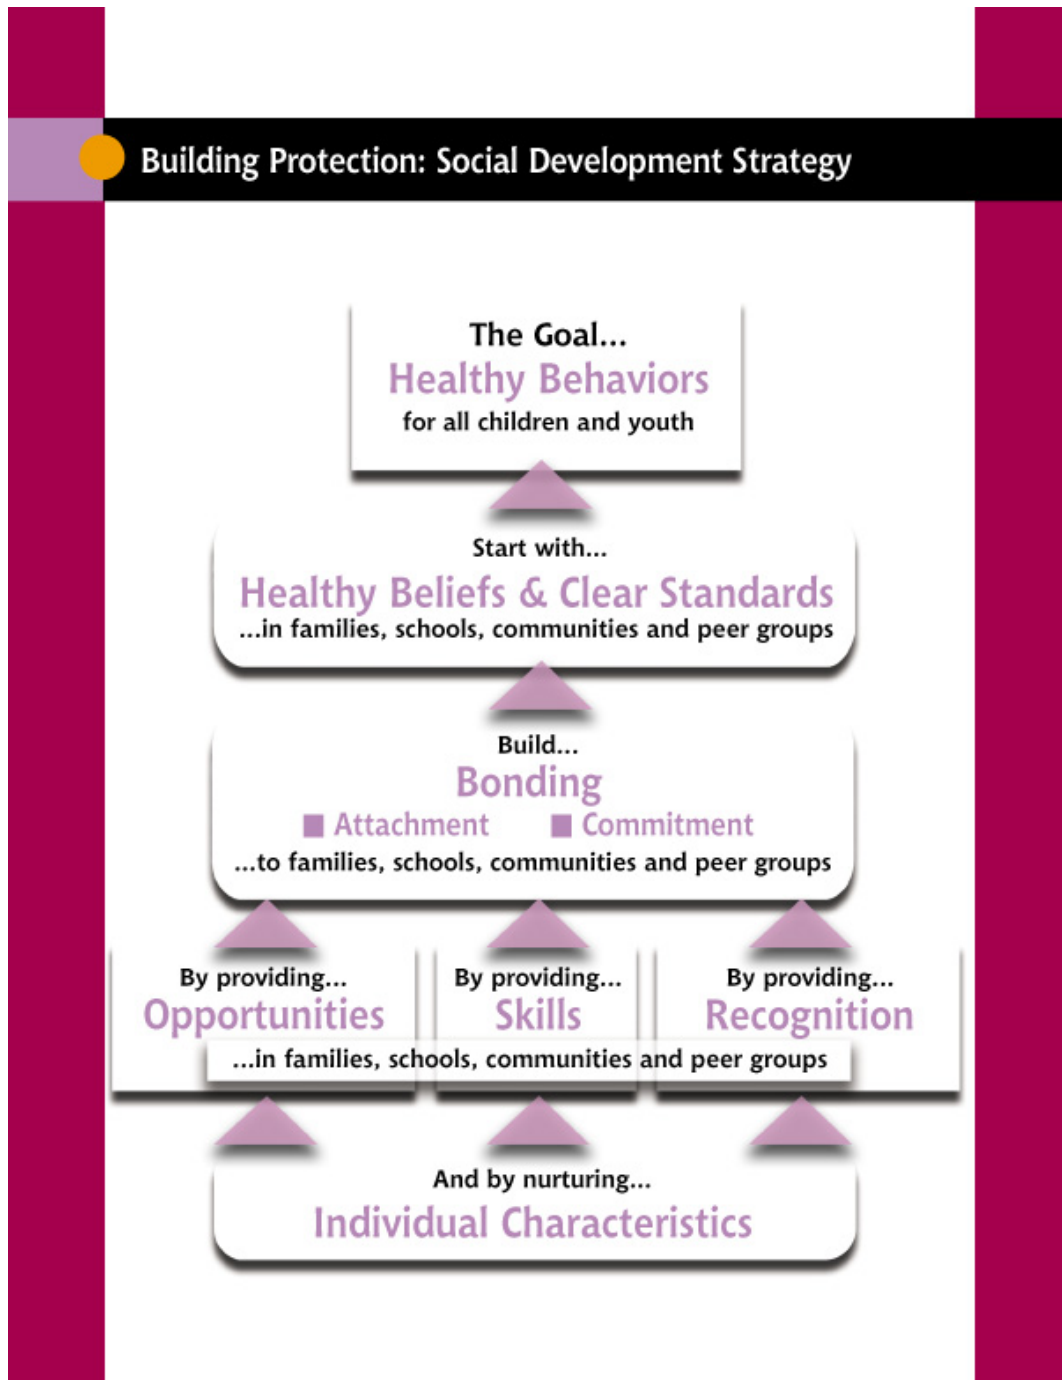 Building Protection: Social Development Strategy
The Goal...
Healthy Behaviors
for all children and youth
Start with...
Healthy Beliefs & Clear Standards
...in families, schools, communities and peer groups
Build...
Bonding
■ Attachment ■ Commitment
...to families, schools, communities and peer groups
By providing... By providing... By providing...
Opportunities Skills Recognition
...in families, schools, communities and peer groups
And by nurturing...
Individual Characteristics